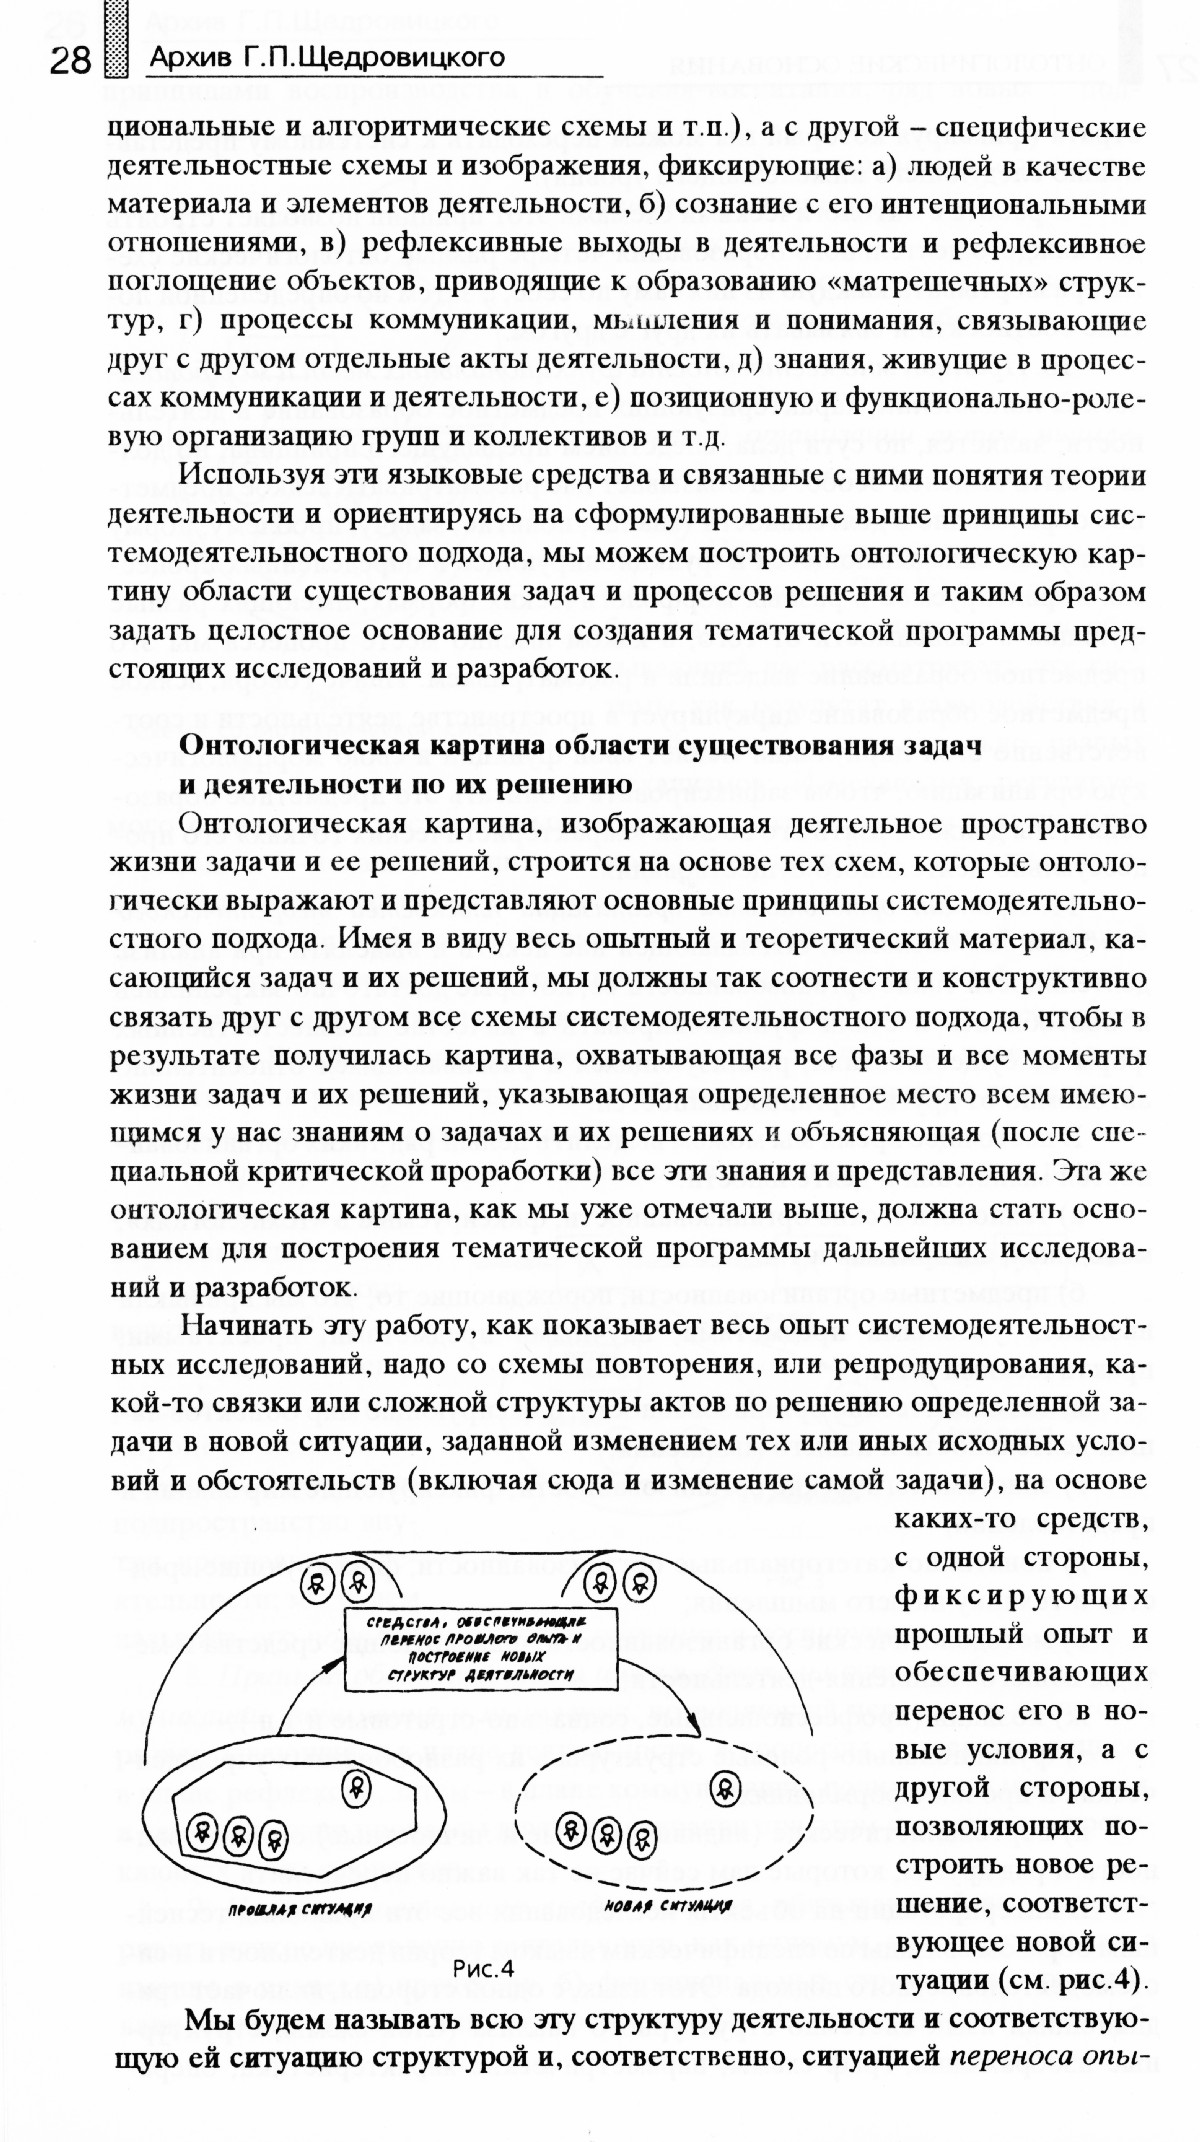 28 Архив Г.П.Щедровицкого
циональные и алгоритмические схемы и т.п.), а с другой – специфические
деятельностные схемы и изображения, фиксирующие: а) людей в качестве
материала и элементов деятельности, б) сознание с его интенциональными
отношениями, в) рефлексивные выходы в деятельности и рефлексивное
поглощение объектов, приводящие к образованию «матрешечных» струк-
тур, г) процессы коммуникации, мышления и понимания, связывающие
друг с другом отдельные акты деятельности, д) знания, живущие в процес-
сах коммуникации и деятельности, е) позиционную и функционально-роле-
вую организацию групп и коллективов и т.д.
Используя эти языковые средства и связанные с ними понятия теории
деятельности и ориентируясь на сформулированные выше принципы сис-
темодеятельностного подхода, мы можем построить онтологическую кар-
тину области существования задач и процессов решения и таким образом
задать целостное основание для создания тематической программы пред-
стоящих исследований и разработок.
Онтологическая картина области существования задач
и деятельности по их решению
Онтологическая картина, изображающая деятельное пространство
жизни задачи и ее решений, строится на основе тех схем, которые онтоло-
гически выражают и представляют основные принципы системодеятельно-
стного подхода. Имея в виду весь опытный и теоретический материал, ка-
сающийся задач и их решений, мы должны так соотнести и конструктивно
связать друг с другом все схемы системодеятельностного подхода, чтобы в
результате получилась картина, охватывающая все фазы и все моменты
жизни задач и их решений, указывающая определенное место всем имею-
щимся у нас знаниям о задачах и их решениях и объясняющая (после спе-
циальной критической проработки) все эти знания и представления. Эта же
онтологическая картина, как мы уже отмечали выше, должна стать осно-
ванием для построения тематической программы дальнейших исследова-
ний и разработок.
Начинать эту работу, как показывает весь опыт системодеятельност-
ных исследований, надо со схемы повторения, или репродуцирования, ка-
кой-то связки или сложной структуры актов по решению определенной за-
дачи в новой ситуации, заданной изменением тех или иных исходных усло-
вий и обстоятельств (включая сюда и изменение самой задачи), на основе
каких-то средств,
с одной стороны,
фиксирующих
прошлый опыт и
обеспечивающих
перенос его в но-
вые условия, а с
другой стороны,
позволяющих по-
строить новое ре-
шение, соответст-
вующее новой си-
туации (см. рис.4).
СРЕДСТВА, ОБЕСПЕЧИВАЮЩИЕ
ПЕРЕНОС ПРОШЛОГО ОПЫТА И
ПОСТРОЕНИЕ НОВЫХ
СТРУКТУР ДЕЯТЕЛЬНОСТИ
ПРОШЛАЯ СИТУАЦИЯ
НОВАЯ СИТУАЦИЯ
Рис.4
Мы будем называть всю эту структуру деятельности и соответствую-
щую ей ситуацию структурой и, соответственно, ситуацией переноса опы-